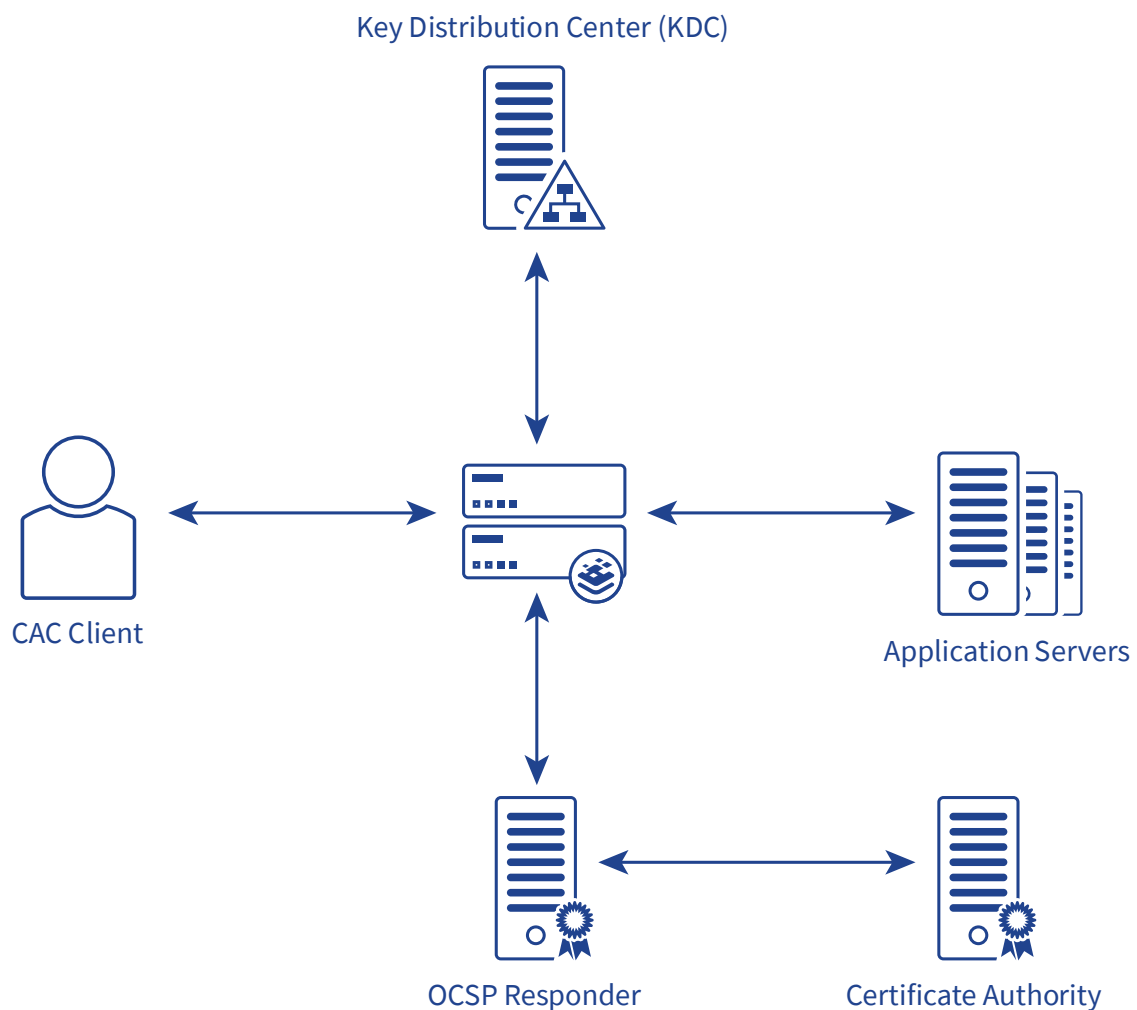 Key Distribution Center (KDC)
CAC Client
Application Servers
OCSP Responder
Certificate Authority